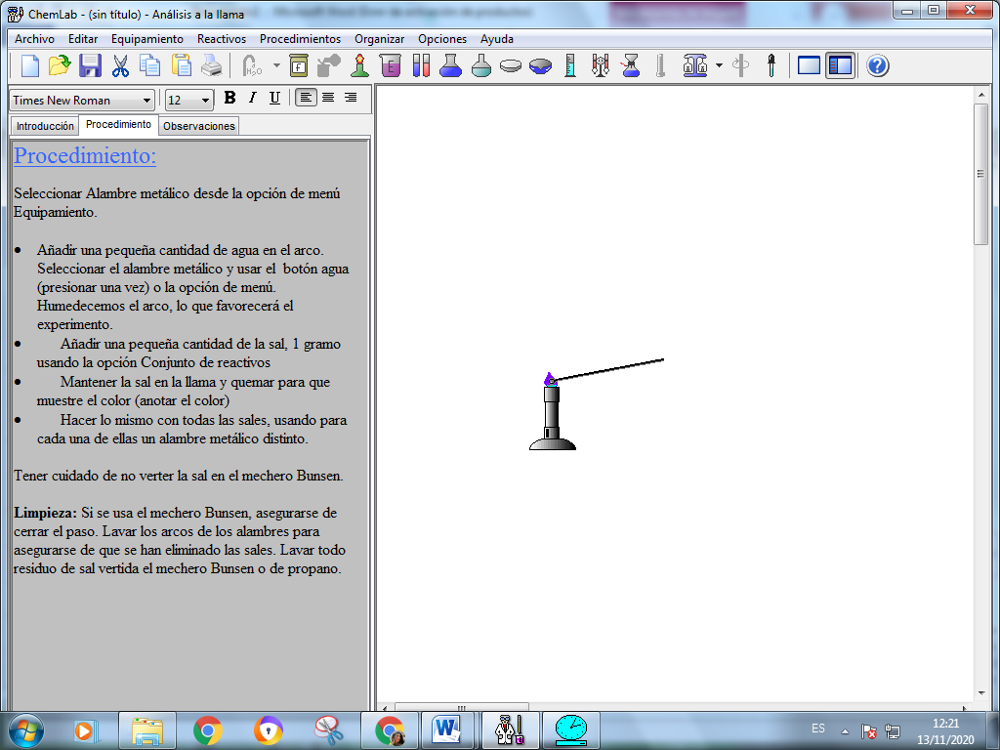 ChemLab - (sin título) - Análisis a la llama
Archivo Editar Equipamiento Reactivos Procedimientos Organizar Opciones Ayuda
Times New Roman 12 B I U
Introducción Procedimiento Observaciones
Procedimiento:
Seleccionar Alambre metálico desde la opción de menú
Equipamiento.
• Añadir una pequeña cantidad de agua en el arco.
Seleccionar el alambre metálico y usar el botón agua
(presionar una vez) o la opción de menú.
Humedecemos el arco, lo que favorecerá el
experimento.
• Añadir una pequeña cantidad de la sal, 1 gramo
usando la opción Conjunto de reactivos
• Mantener la sal en la llama y quemar para que
muestre el color (anotar el color)
• Hacer lo mismo con todas las sales, usando para
cada una de ellas un alambre metálico distinto.
Tener cuidado de no verter la sal en el mechero Bunsen.
Limpieza: Si se usa el mechero Bunsen, asegurarse de
cerrar el paso. Lavar los arcos de los alambres para
asegurarse de que se han eliminado las sales. Lavar todo
residuo de sal vertida el mechero Bunsen o de propano.
ES
12:21
13/11/2020